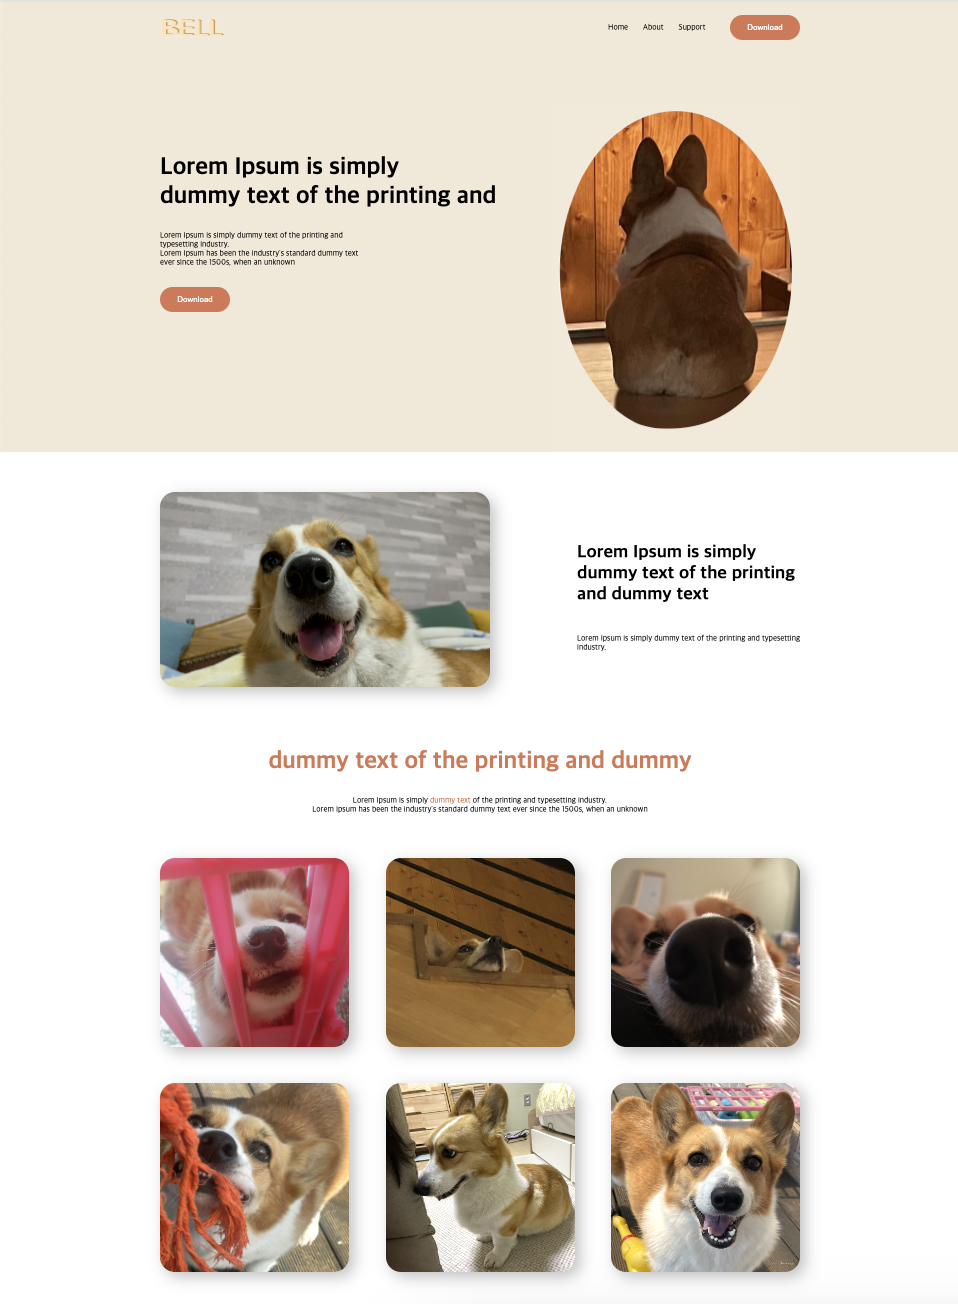 BELL
Home About Support Download
Lorem Ipsum is simply
dummy text of the printing and
Lorem Ipsum is simply dummy text of the printing and
typesetting industry.
Lorem Ipsum has been the industry's standard dummy text
ever since the 1500s, when an unknown
Download
Lorem Ipsum is simply
dummy text of the printing
and dummy text
Lorem Ipsum is simply dummy text of the printing and typesetting
industry.
dummy text of the printing and dummy
Lorem Ipsum is simply dummy text of the printing and typesetting industry.
Lorem Ipsum has been the industry's standard dummy text ever since the 1500s, when an unknown